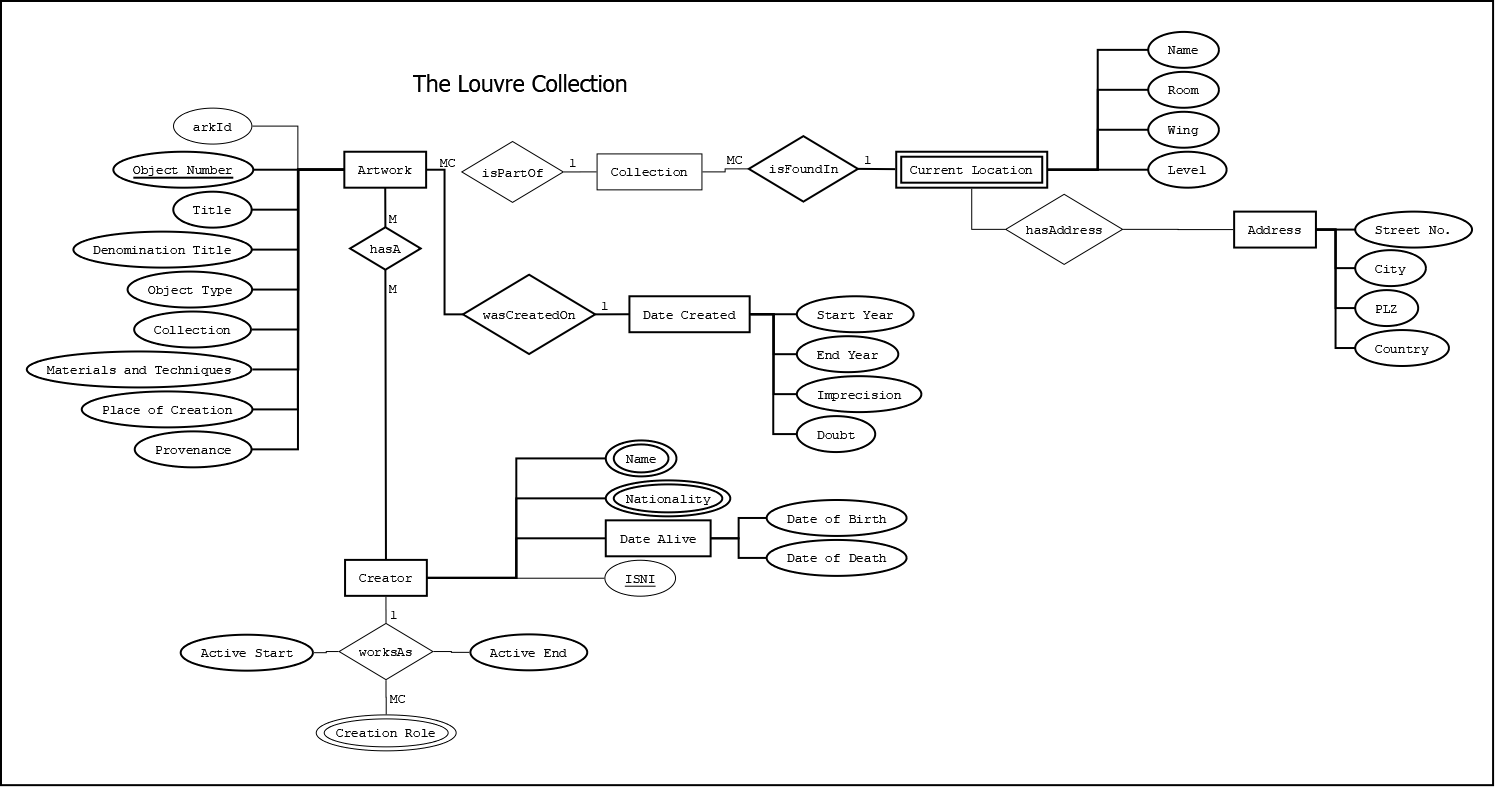 The Louvre Collection
arkId
Object Number
Title
Denomination Title
Object Type
Collection
Materials and Techniques
Place of Creation
Provenance
Artwork
MC
isPartOf
1
Collection
MC
isFoundIn
1
Current Location
Name
Room
Wing
Level
hasAddress
Address
Street No.
City
PLZ
Country
M
hasA
M
wasCreatedOn
1
Date Created
Start Year
End Year
Imprecision
Doubt
Name
Nationality
Date Alive
Date of Birth
Date of Death
ISNI
Creator
1
Active Start
worksAs
Active End
MC
Creation Role